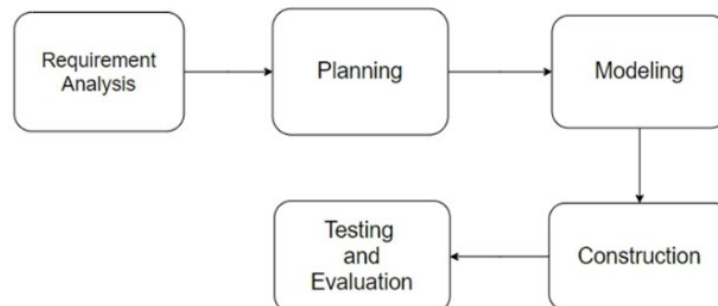 Requirement
Analysis
Planning
Modeling
Construction
Testing
and
Evaluation